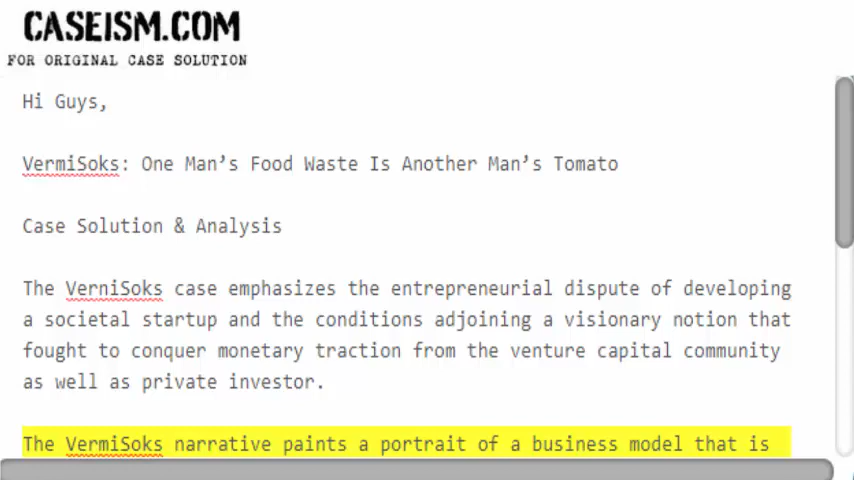 CASEISM.COM
FOR ORIGINAL CASE SOLUTION
Hi Guys,
VermiSoks: One Man’s Food Waste Is Another Man’s Tomato
Case Solution & Analysis
The VerniSoks case emphasizes the entrepreneurial dispute of developing
a societal startup and the conditions adjoining a visionary notion that
fought to conquer monetary traction from the venture capital community
as well as private investor.
The VermiSoks narrative paints a portrait of a business model that is